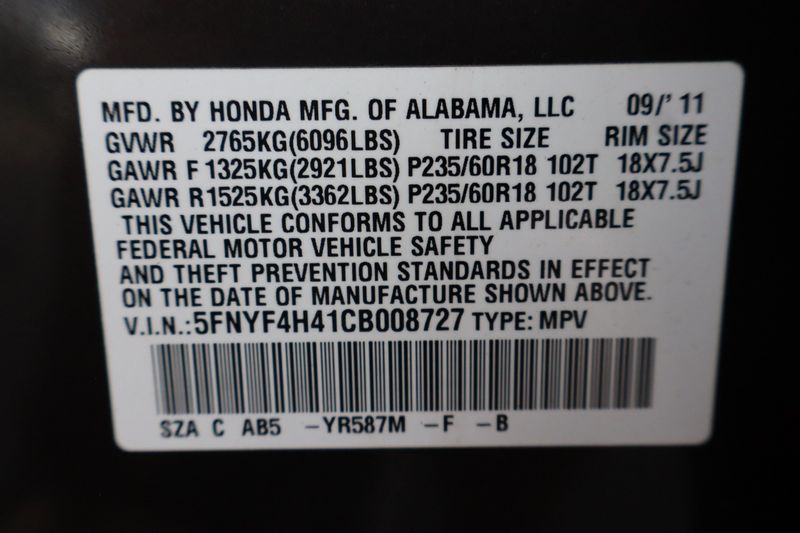 MFD. BY HONDA MFG. OF ALABAMA, LLC 09/'11
GVWR 2765KG(6096LBS) TIRE SIZE RIM SIZE
GAWR F 1325KG(2921LBS) P235/60R18 102T 18X7.5J
GAWR R1525KG(3362LBS) P235/60R18 102T 18X7.5J
THIS VEHICLE CONFORMS TO ALL APPLICABLE
FEDERAL MOTOR VEHICLE SAFETY
AND THEFT PREVENTION STANDARDS IN EFFECT
ON THE DATE OF MANUFACTURE SHOWN ABOVE.
V.I.N.:5FNYF4H41CB008727 TYPE: MPV
SZA C AB5 -YR587M -F -B